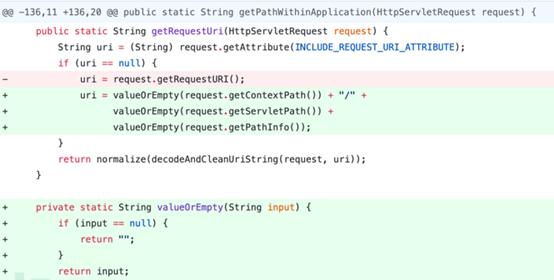 @@ -136,11 +136,20 @@ public static String getPathWithinApplication(HttpServletRequest request) {
public static String getRequestUri(HttpServletRequest request) {
String uri = (String) request.getAttribute(INCLUDE_REQUEST_URI_ATTRIBUTE);
if (uri == null) {
- uri = request.getRequestURI();
+ uri = valueOrEmpty(request.getContextPath()) + "/" +
+ valueOrEmpty(request.getServletPath()) +
+ valueOrEmpty(request.getPathInfo());
}
return normalize(decodeAndCleanUriString(request, uri));
}
+ private static String valueOrEmpty(String input) {
+ if (input == null) {
+ return "";
+ }
+ return input;